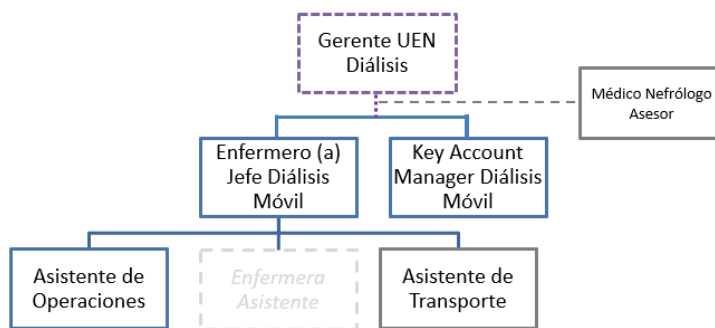 Gerente UEN
Diálisis
Médico Nefrólogo
Asesor
Enfermero (a)
Jefe Diálisis
Móvil
Key Account
Manager Diálisis
Móvil
Asistente de
Operaciones
Enfermera
Asistente
Asistente de
Transporte